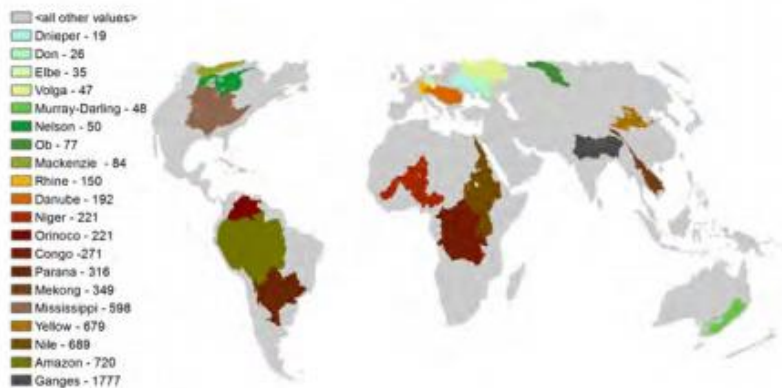 <all other values>
Dnieper - 19
Don - 26
Elbe - 35
Volga - 47
Murray-Darling - 48
Nelson - 50
Ob - 77
Mackenzie - 84
Rhine - 150
Danube - 192
Niger - 221
Orinoco - 221
Congo -271
Parana - 316
Mekong - 349
Mississippi - 598
Yellow - 679
Nile - 689
Amazon - 720
Ganges - 1777